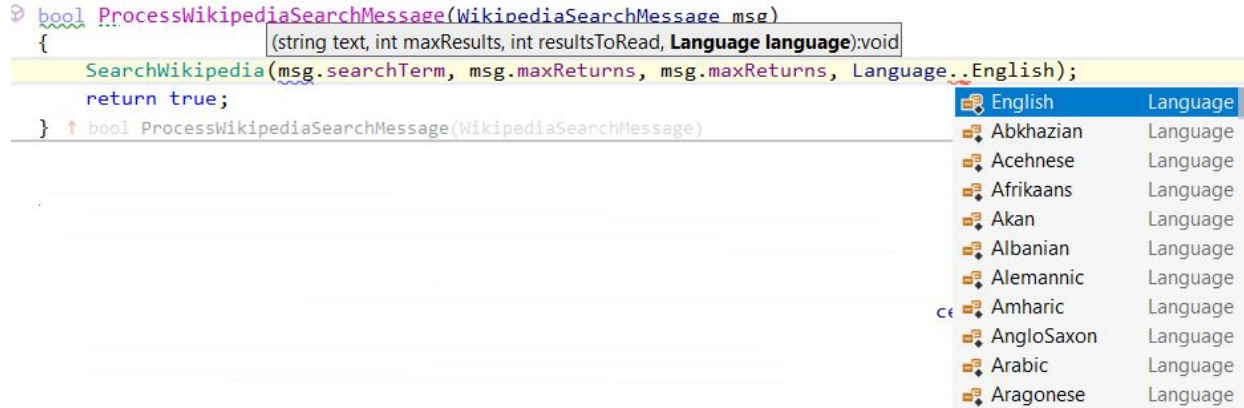 bool ProcessWikipediaSearchMessage(WikipediaSearchMessage msg)
{
(string text, int maxResults, int resultsToRead, Language language):void
SearchWikipedia(msg.searchTerm, msg.maxReturns, msg.maxReturns, Language..English);
return true;
} ↑ bool ProcessWikipediaSearchMessage(WikipediaSearchMessage)
English Language
Abkhazian Language
Acehnese Language
Afrikaans Language
Akan Language
Albanian Language
Alemannic Language
Amharic Language
ce
AngloSaxon Language
Arabic Language
Aragonese Language